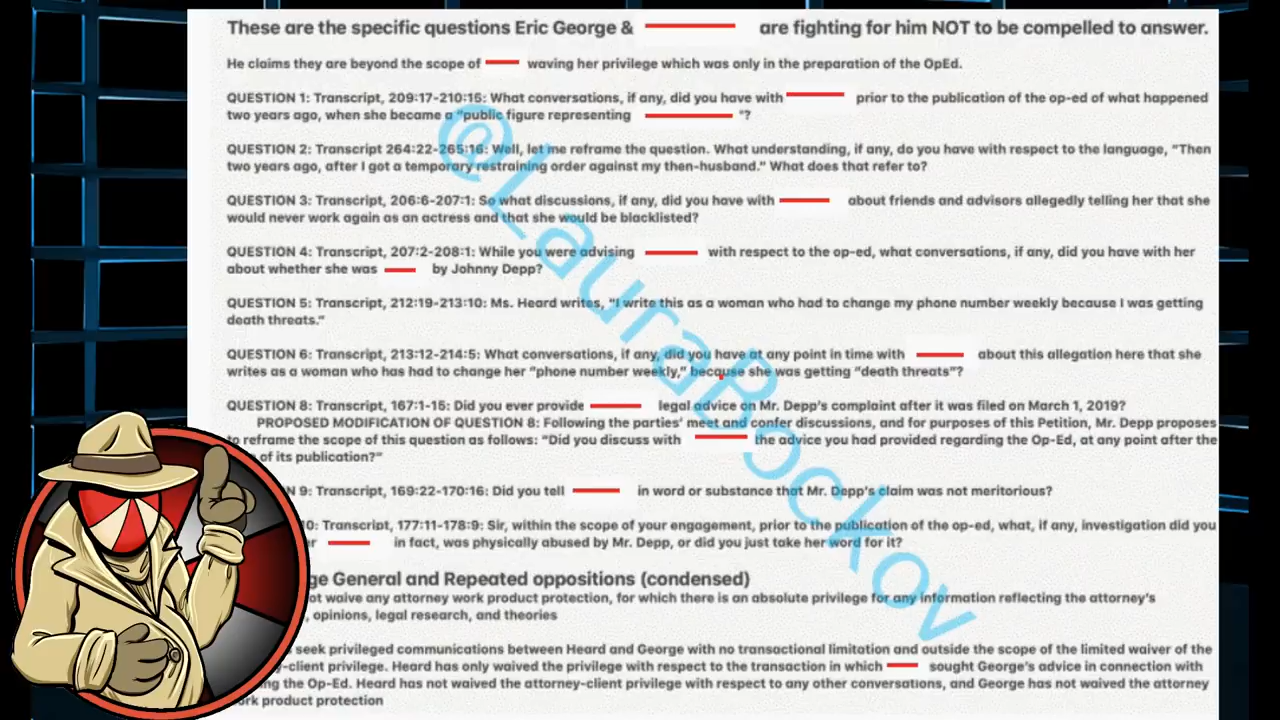 These are the specific questions Eric George & are fighting for him NOT to be compelled to answer.
He claims they are beyond the scope of waving her privilege which was only in the preparation of the OpEd.
QUESTION 1: Transcript, 209:17-210:15: What conversations, if any, did you have with prior to the publication of the op-ed of what happened
two years ago, when she became a "public figure representing "?
QUESTION 2: Transcript 264:22-265:16: Well, let me reframe the question. What understanding, if any, do you have with respect to the language, "Then
two years ago, after I got a temporary restraining order against my then-husband." What does that refer to?
QUESTION 3: Transcript, 206:6-207:1: So what discussions, if any, did you have with about friends and advisors allegedly telling her that she
would never work again as an actress and that she would be blacklisted?
QUESTION 4: Transcript, 207:2-208:1: While you were advising with respect to the op-ed, what conversations, if any, did you have with her
about whether she was by Johnny Depp?
QUESTION 5: Transcript, 212:19-213:10: Ms. Heard writes, "I write this as a woman who had to change my phone number weekly because I was getting
death threats."
QUESTION 6: Transcript, 213:12-214:5: What conversations, if any, did you have at any point in time with about this allegation here that she
writes as a woman who has had to change her "phone number weekly," because she was getting "death threats"?
QUESTION 8: Transcript, 167:1-15: Did you ever provide legal advice on Mr. Depp's complaint after it was filed on March 1, 2019?
PROPOSED MODIFICATION OF QUESTION 8: Following the parties' meet and confer discussions, and for purposes of this Petition, Mr. Depp proposes
to reframe the scope of this question as follows: "Did you discuss with the advice you had provided regarding the Op-Ed, at any point after the
of its publication?"
N 9: Transcript, 169:22-170:16: Did you tell in word or substance that Mr. Depp's claim was not meritorious?
0: Transcript, 177:11-178:9: Sir, within the scope of your engagement, prior to the publication of the op-ed, what, if any, investigation did you
r in fact, was physically abused by Mr. Depp, or did you just take her word for it?
ge General and Repeated oppositions (condensed)
ot waive any attorney work product protection, for which there is an absolute privilege for any information reflecting the attorney's
, opinions, legal research, and theories
seek privileged communications between Heard and George with no transactional limitation and outside the scope of the limited waiver of the
y-client privilege. Heard has only waived the privilege with respect to the transaction in which sought George's advice in connection with
ng the Op-Ed. Heard has not waived the attorney-client privilege with respect to any other conversations, and George has not waived the attorney
ork product protection
@LauraBockov